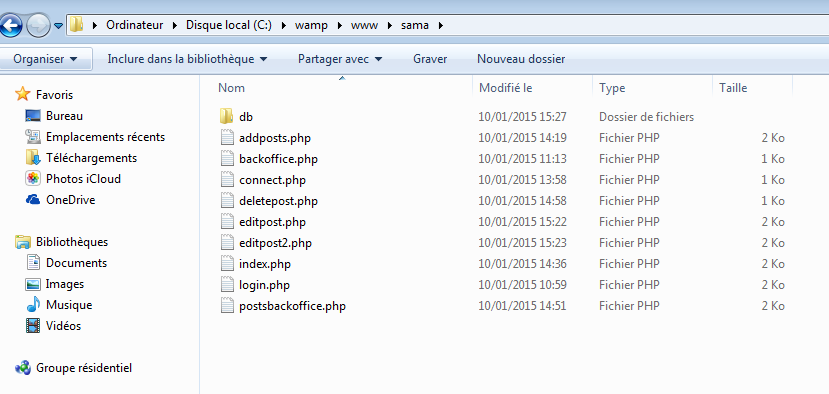 Ordinateur Disque local (C:) wamp www sama
Organiser Inclure dans la bibliothèque Partager avec Graver Nouveau dossier
Favoris
Bureau
Emplacements récents
Téléchargements
Photos iCloud
OneDrive
Bibliothèques
Documents
Images
Musique
Vidéos
Groupe résidentiel
Nom Modifié le Type Taille
db 10/01/2015 15:27 Dossier de fichiers
addposts.php 10/01/2015 14:19 Fichier PHP 2 Ko
backoffice.php 10/01/2015 11:13 Fichier PHP 1 Ko
connect.php 10/01/2015 13:58 Fichier PHP 1 Ko
deletepost.php 10/01/2015 14:58 Fichier PHP 1 Ko
editpost.php 10/01/2015 15:22 Fichier PHP 2 Ko
editpost2.php 10/01/2015 15:23 Fichier PHP 2 Ko
index.php 10/01/2015 14:36 Fichier PHP 2 Ko
login.php 10/01/2015 10:59 Fichier PHP 2 Ko
postsbackoffice.php 10/01/2015 14:51 Fichier PHP 2 Ko